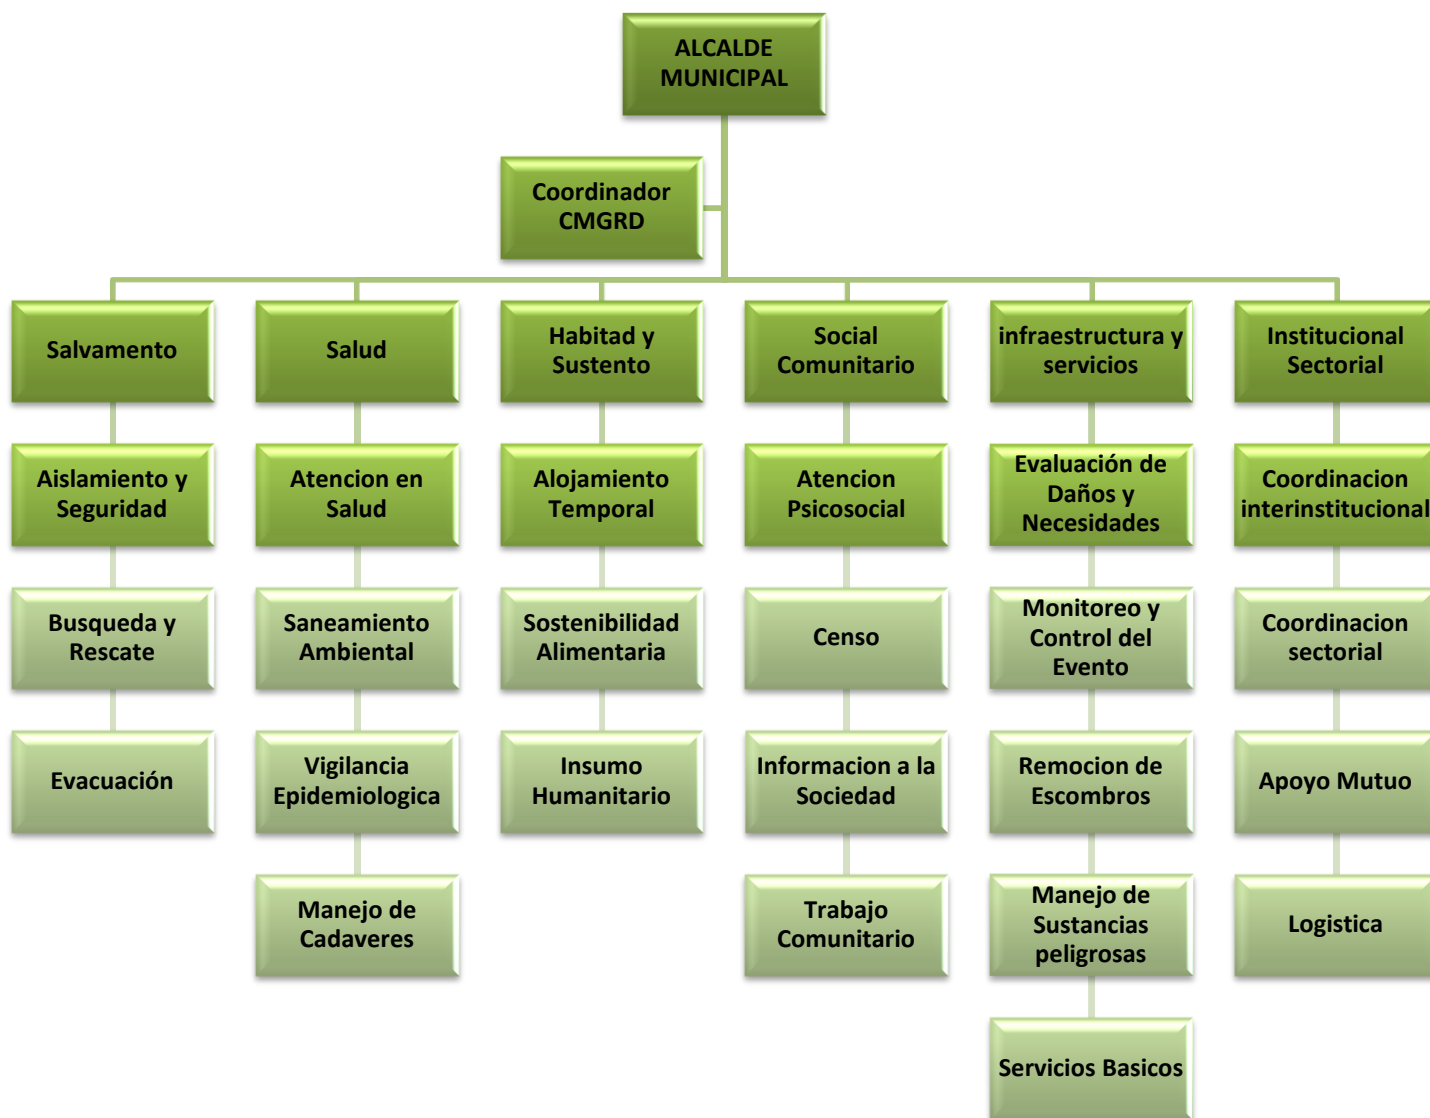 ALCALDE
MUNICIPAL
Coordinador
CMGRD
Salvamento
Salud
Habitad y
Sustento
Social
Comunitario
infraestructura y
servicios
Institucional
Sectorial
Aislamiento y
Seguridad
Atencion en
Salud
Alojamiento
Temporal
Atencion
Psicosocial
Evaluación de
Daños y
Necesidades
Coordinacion
interinstitucional
Busqueda y
Rescate
Saneamiento
Ambiental
Sostenibilidad
Alimentaria
Censo
Monitoreo y
Control del
Evento
Coordinacion
sectorial
Evacuación
Vigilancia
Epidemiologica
Insumo
Humanitario
Informacion a la
Sociedad
Remocion de
Escombros
Apoyo Mutuo
Manejo de
Cadaveres
Trabajo
Comunitario
Manejo de
Sustancias
peligrosas
Logistica
Servicios Basicos